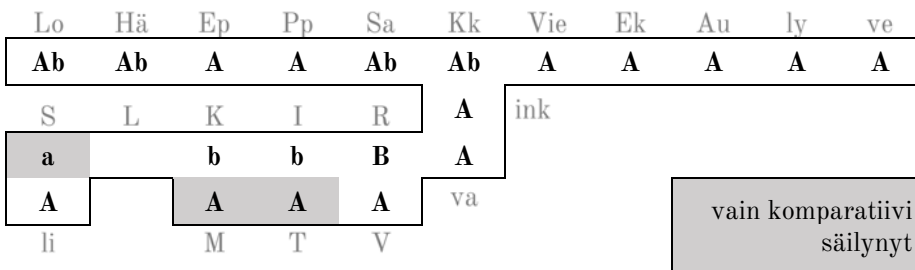 Lo Hä Ep Pp Sa Kk Vie Ek Au ly ve
Ab Ab A A Ab Ab A A A A A
S L K I R A ink
a b b B A
A A A A va
li M T V
vain komparatiivi
säilynyt